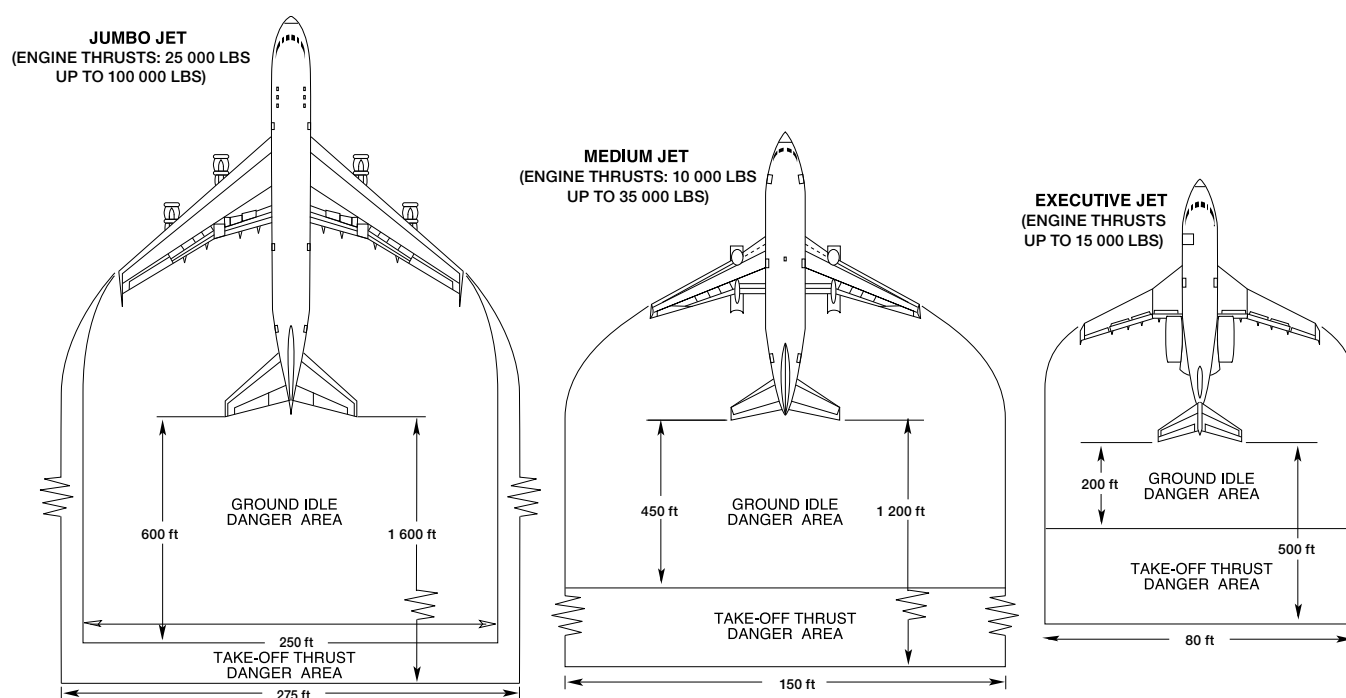 JUMBO JET
(ENGINE THRUSTS: 25 000 LBS
UP TO 100 000 LBS)
GROUND IDLE
DANGER AREA
600 ft
1 600 ft
250 ft
TAKE-OFF THRUST
DANGER AREA
275 ft
MEDIUM JET
(ENGINE THRUSTS: 10 000 LBS
UP TO 35 000 LBS)
450 ft
GROUND IDLE
DANGER AREA
1 200 ft
TAKE-OFF THRUST
DANGER AREA
150 ft
EXECUTIVE JET
(ENGINE THRUSTS
UP TO 15 000 LBS)
200 ft
GROUND IDLE
DANGER AREA
500 ft
TAKE-OFF THRUST
DANGER AREA
80 ft